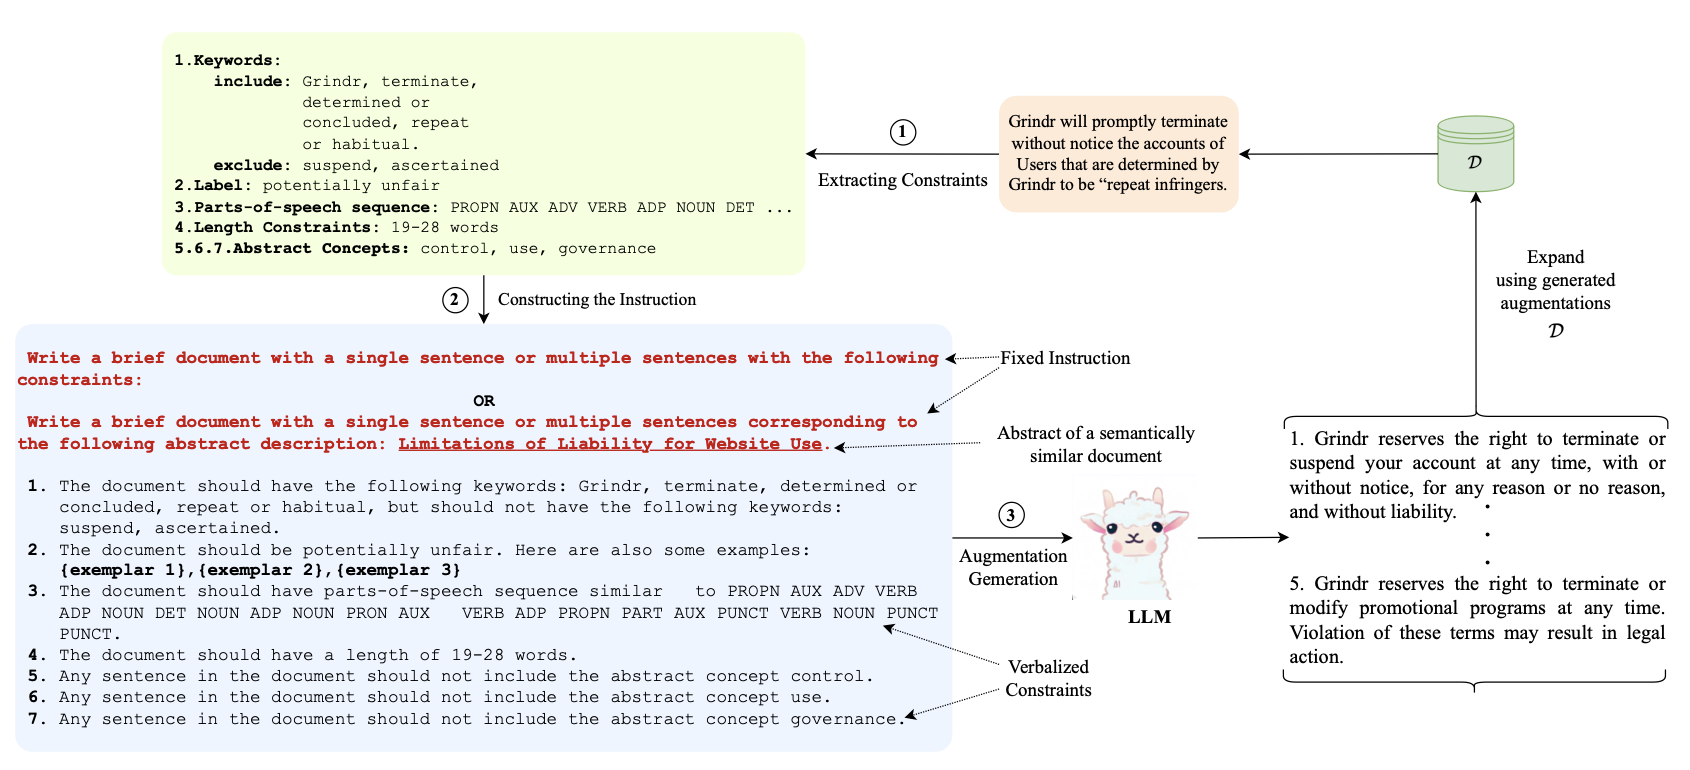 1.Keywords:
include: Grindr, terminate,
determined or
concluded, repeat
or habitual.
exclude: suspend, ascertained
2.Label: potentially unfair
3.Parts-of-speech sequence: PROPN AUX ADV VERB ADP NOUN DET ...
4.Length Constraints: 19-28 words
5.6.7.Abstract Concepts: control, use, governance
1
Extracting Constraints
Grindr will promptly terminate
without notice the accounts of
Users that are determined by
Grindr to be “repeat infringers.
𝒟
Expand
using generated
augmentations
𝒟
2
Constructing the Instruction
Write a brief document with a single sentence or multiple sentences with the following
constraints:
OR
Write a brief document with a single sentence or multiple sentences corresponding to
the following abstract description: Limitations of Liability for Website Use.
1. The document should have the following keywords: Grindr, terminate, determined or
concluded, repeat or habitual, but should not have the following keywords:
suspend, ascertained.
2. The document should be potentially unfair. Here are also some examples:
{exemplar 1},{exemplar 2},{exemplar 3}
3. The document should have parts-of-speech sequence similar to PROPN AUX ADV VERB
ADP NOUN DET NOUN ADP NOUN PRON AUX VERB ADP PROPN PART AUX PUNCT VERB NOUN PUNCT
PUNCT.
4. The document should have a length of 19-28 words.
5. Any sentence in the document should not include the abstract concept control.
6. Any sentence in the document should not include the abstract concept use.
7. Any sentence in the document should not include the abstract concept governance.
Fixed Instruction
Abstract of a semantically
similar document
3
Augmentation
Gemeration
LLM
Verbalized
Constraints
1. Grindr reserves the right to terminate or
suspend your account at any time, with or
without notice, for any reason or no reason,
and without liability.
5. Grindr reserves the right to terminate or
modify promotional programs at any time.
Violation of these terms may result in legal
action.